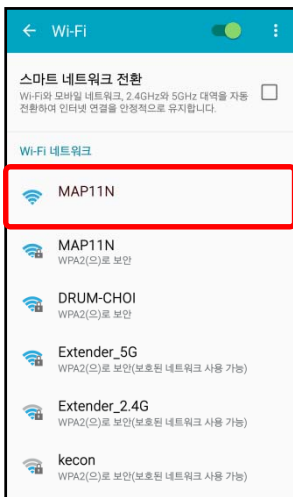 Wi-Fi
스마트 네트워크 전환
Wi-Fi와 모바일 네트워크, 2.4GHz와 5GHz 대역을 자동
전환하여 인터넷 연결을 안정적으로 유지합니다.
Wi-Fi 네트워크
MAP11N
MAP11N
WPA2(으)로 보안
DRUM-CHOI
WPA2(으)로 보안
Extender_5G
WPA2(으)로 보안(보호된 네트워크 사용 가능)
Extender_2.4G
WPA2(으)로 보안(보호된 네트워크 사용 가능)
kecon
WPA2(으)로 보안(보호된 네트워크 사용 가능)